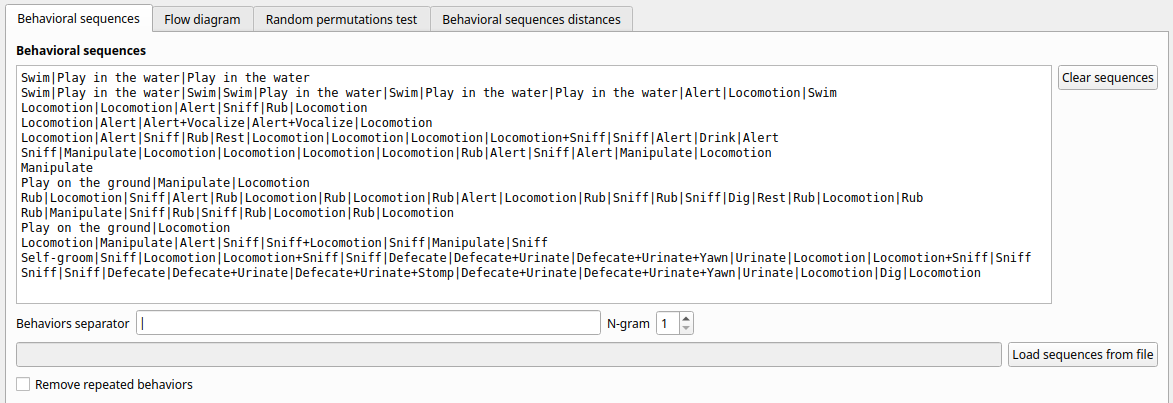 Behavioral sequences Flow diagram Random permutations test Behavioral sequences distances
Behavioral sequences
Swim|Play in the water|Play in the water
Clear sequences
Swim|Play in the water|Swim|Swim|Play in the water|Swim|Play in the water|Play in the water|Alert|Locomotion|Swim
Locomotion|Locomotion|Alert|Sniff|Rub|Locomotion
Locomotion|Alert|Alert+Vocalize|Alert+Vocalize|Locomotion
Locomotion|Alert|Sniff|Rub|Rest|Locomotion|Locomotion|Locomotion|Locomotion+Sniff|Sniff|Alert|Drink|Alert
Sniff|Manipulate|Locomotion|Locomotion|Locomotion|Locomotion|Rub|Alert|Sniff|Alert|Manipulate|Locomotion
Manipulate
Play on the ground|Manipulate|Locomotion
Rub|Locomotion|Sniff|Alert|Rub|Locomotion|Rub|Locomotion|Rub|Alert|Locomotion|Rub|Sniff|Rub|Sniff|Dig|Rest|Rub|Locomotion|Rub
Rub|Manipulate|Sniff|Rub|Sniff|Rub|Locomotion|Rub|Locomotion
Play on the ground|Locomotion
Locomotion|Manipulate|Alert|Sniff|Sniff+Locomotion|Sniff|Manipulate|Sniff
Self-groom|Sniff|Locomotion|Locomotion+Sniff|Sniff|Defecate|Defecate+Urinate|Defecate+Urinate+Yawn|Urinate|Locomotion|Locomotion+Sniff|Sniff
Sniff|Sniff|Defecate|Defecate+Urinate|Defecate+Urinate+Stomp|Defecate+Urinate|Defecate+Urinate+Yawn|Urinate|Locomotion|Dig|Locomotion
Behaviors separator | N-gram 1
Load sequences from file
Remove repeated behaviors